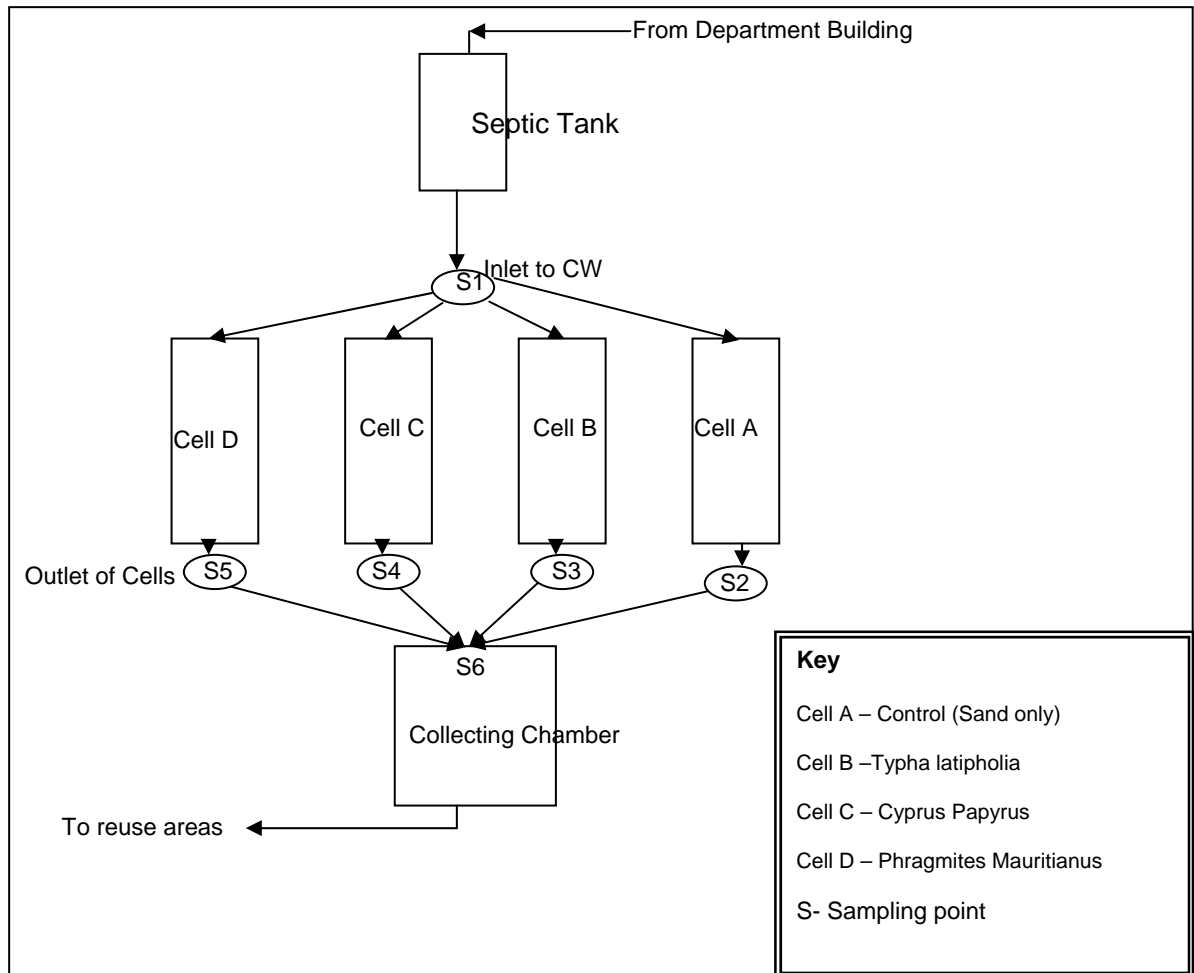 From Department Building
Septic Tank
Inlet to CW
S1
Cell D
Cell C
Cell B
Cell A
Outlet of Cells
S5
S4
S3
S2
S6
Collecting Chamber
To reuse areas
Key
Cell A – Control (Sand only)
Cell B –Typha latipholia
Cell C – Cyprus Papyrus
Cell D – Phragmites Mauritianus
S- Sampling point